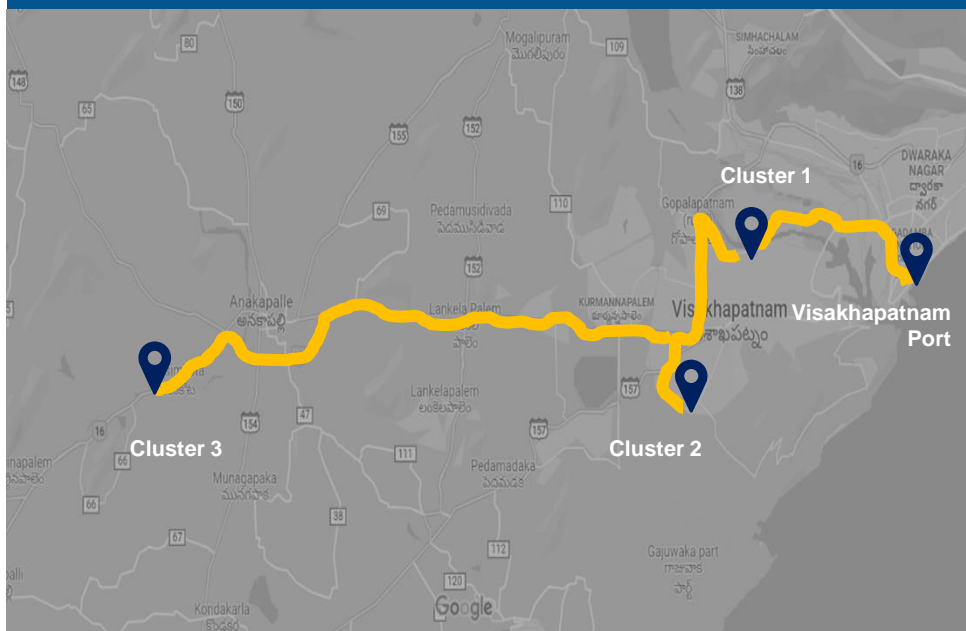 80
Mogalipuram
మొగలిపురం
109
SIMHACHALAM
సింహాచలం
148
65
150
155
152
138
16
DWARAKA
NAGAR
ద్వారకా
నగర్
Cluster 1
110
69
Pedamusidivada
పెదముసిడివాడ
Gopalapatnam
152
Anakapalle
అనకాపల్లి
Lankela Palem
పాలెం
KURMANNAPALEM
Visakhapatnam
శాఖపట్నం
Visakhapatnam
Port
157
Lankelapalem
లంకెలపాలెం
16
154
47
157
Cluster 3
Cluster 2
66
111
Munagapaka
మునగపాక
Pedamadaka
పెదమడక
66
38
67
112
Gajuwaka part
గాజువాక
పార్ట్
120
Kondakarla
కొండకర్ల
Google